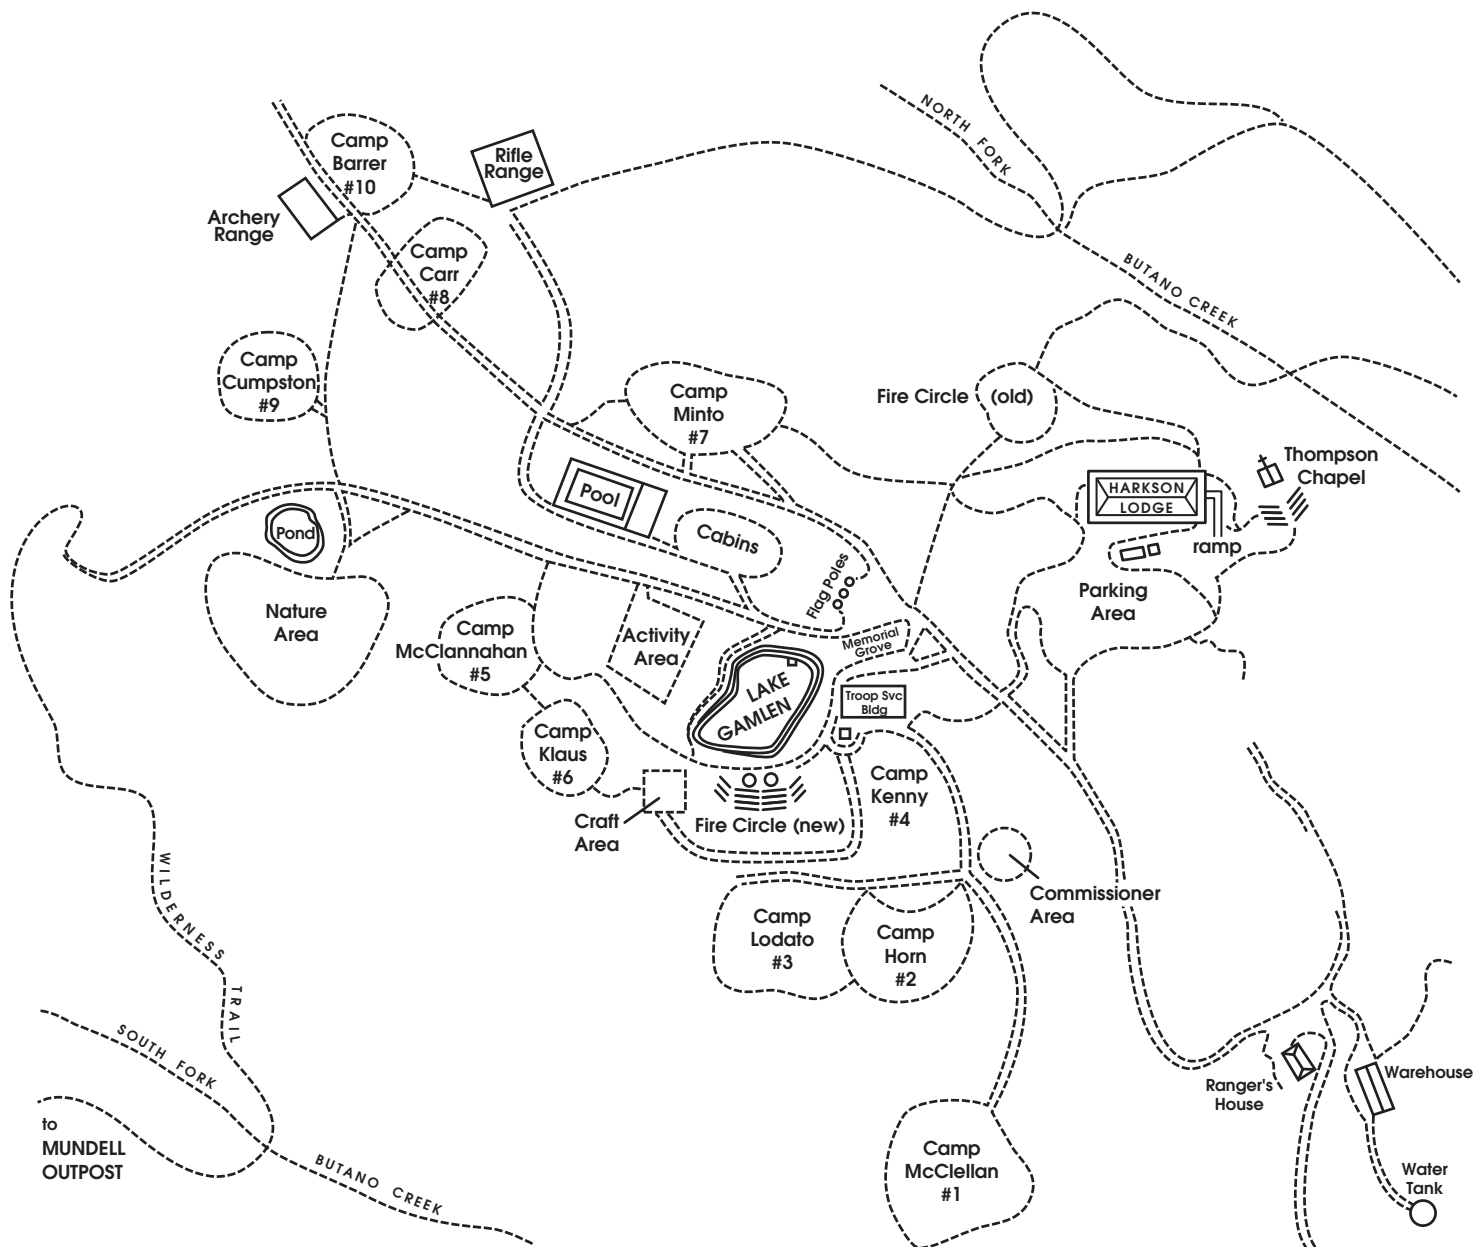 NORTH FORK
Camp
Barrer
#10
Rifle
Range
Archery
Range
Camp
Carr
#8
BUTANO CREEK
Camp
Cumpston
#9
Camp
Minto
#7
Fire Circle (old)
Thompson
Chapel
HARKSON
LODGE
ramp
Pool
Cabins
Pond
Flag Poles
Parking
Area
Nature
Area
Camp
McClannahan
#5
Activity
Area
Memorial
Grove
LAKE
GAMLEN
Troop Svc
Bldg
Camp
Klaus
#6
Camp
Kenny
#4
Craft
Area
Fire Circle (new)
Commissioner
Area
WILDERNESS TRAIL
Camp
Lodato
#3
Camp
Horn
#2
SOUTH FORK
Ranger's
House
Warehouse
to
MUNDELL
OUTPOST
BUTANO CREEK
Camp
McClellan
#1
Water
Tank